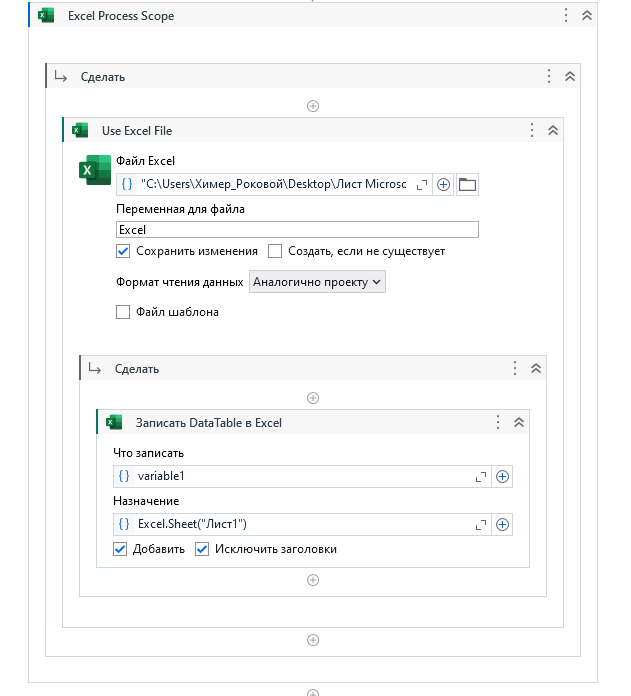 Excel Process Scope
Сделать
Use Excel File
Файл Excel
"C:\Users\Химер_Роковой\Desktop\Лист Microsc
Переменная для файла
Excel
Сохранить изменения Создать, если не существует
Формат чтения данных Аналогично проекту
Файл шаблона
Сделать
Записать DataTable в Excel
Что записать
variable1
Назначение
Excel.Sheet("Лист1")
Добавить Исключить заголовки